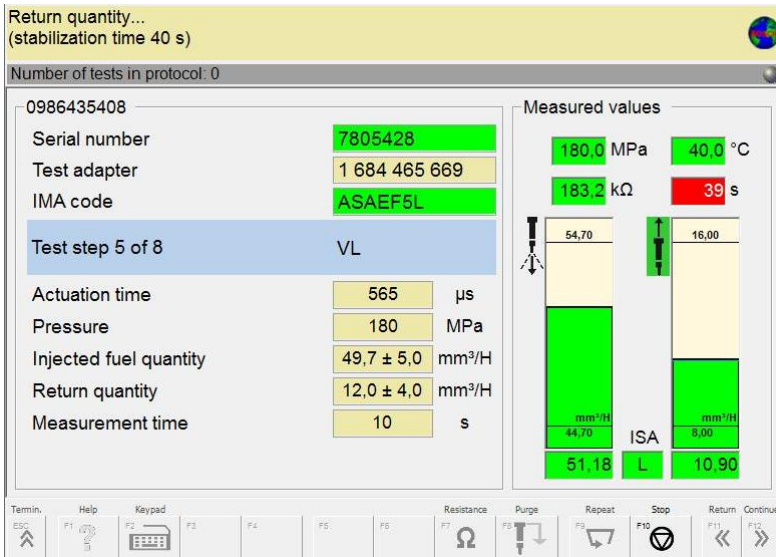 Return quantity...
(stabilization time 40 s)
Number of tests in protocol: 0
0986435408
Serial number 7805428
Test adapter 1 684 465 669
IMA code ASAEF5L
Test step 5 of 8 VL
Actuation time 565 µs
Pressure 180 MPa
Injected fuel quantity 49,7 ± 5,0 mm³/H
Return quantity 12,0 ± 4,0 mm³/H
Measurement time 10 s
Measured values
180,0 MPa 40,0 °C
183,2 kΩ 39 s
54,70 16,00
mm³/H mm³/H
44,70 ISA 8,00
51,18 L 10,90
Termin. Help Keypad Resistance Purge Repeat Stop Return Continue
ESC F1 F2 F3 F4 F5 F6 F7 Ω F8 F9 F10 F11 F12